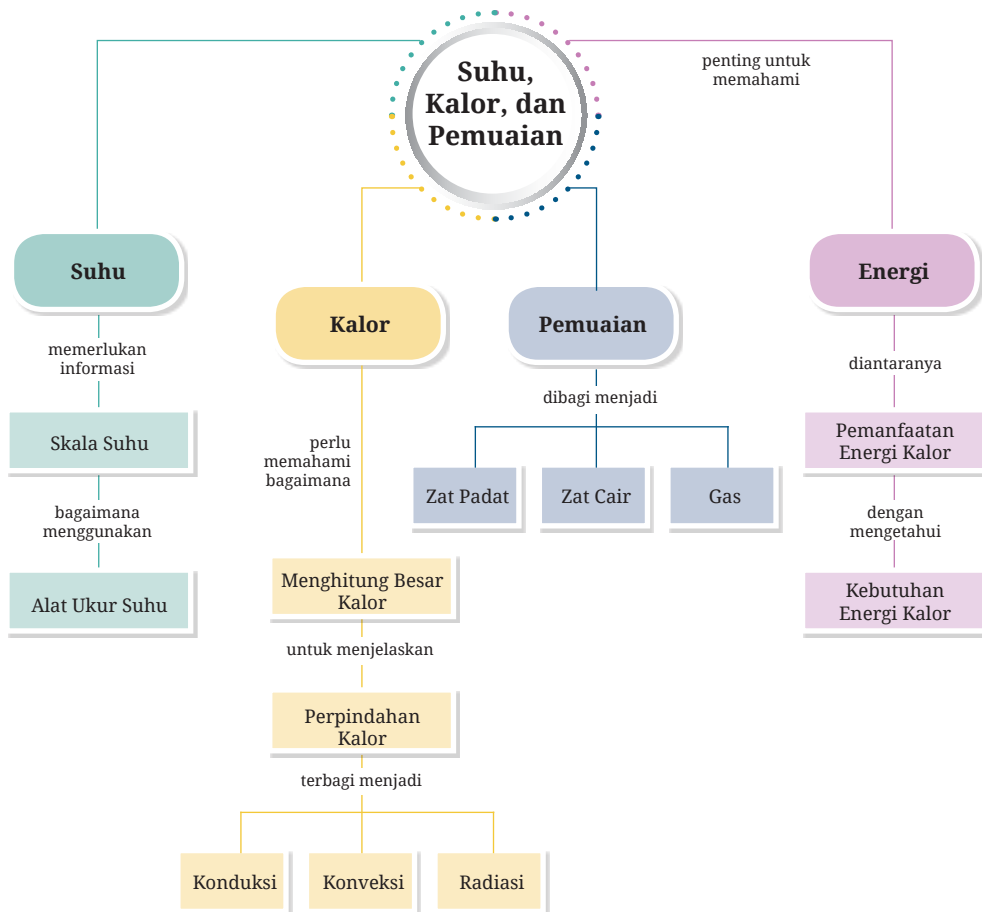 Suhu,
Kalor, dan
Pemuaian
penting untuk
memahami
Suhu
memerlukan
informasi
Skala Suhu
bagaimana
menggunakan
Alat Ukur Suhu
Kalor
perlu
memahami
bagaimana
Menghitung Besar
Kalor
untuk menjelaskan
Perpindahan
Kalor
terbagi menjadi
Konduksi
Konveksi
Radiasi
Pemuaian
dibagi menjadi
Zat Padat
Zat Cair
Gas
Energi
diantaranya
Pemanfaatan
Energi Kalor
dengan
mengetahui
Kebutuhan
Energi Kalor